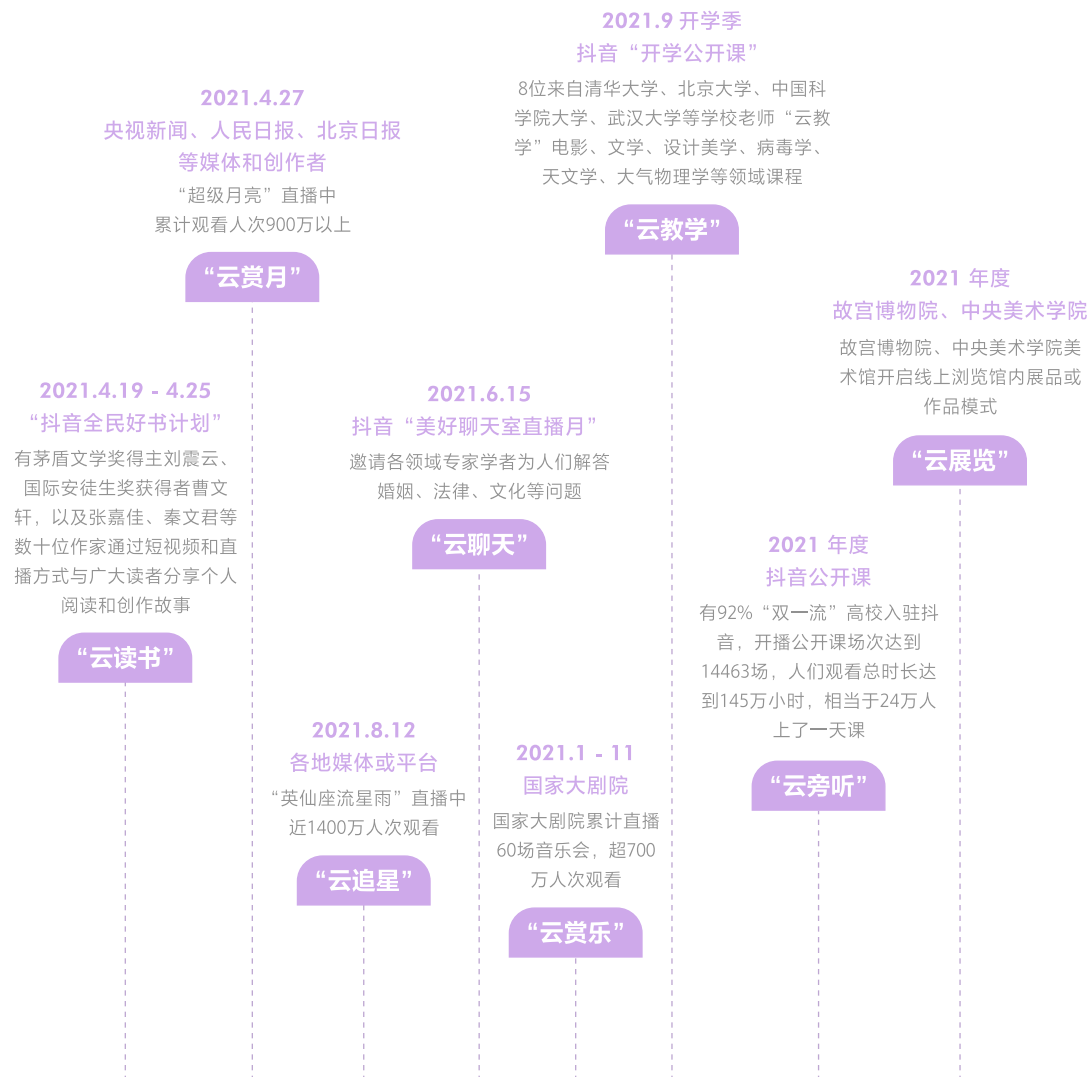 2021.4.27
央视新闻、人民日报、北京日报
等媒体和创作者
“超级月亮”直播中
累计观看人次900万以上
“云赏月”
2021.9 开学季
抖音“开学公开课”
8位来自清华大学、北京大学、中国科
学院大学、武汉大学等学校老师“云教
学”电影、文学、设计美学、病毒学、
天文学、大气物理学等领域课程
“云教学”
2021 年度
故宫博物院、中央美术学院
故宫博物院、中央美术学院美
术馆开启线上浏览馆内展品或
作品模式
“云展览”
2021.4.19 - 4.25
“抖音全民好书计划”
有茅盾文学奖得主刘震云、
国际安徒生奖获得者曹文
轩，以及张嘉佳、秦文君等
数十位作家通过短视频和直
播方式与广大读者分享个人
阅读和创作故事
“云读书”
2021.6.15
抖音“美好聊天室直播月”
邀请各领域专家学者为人们解答
婚姻、法律、文化等问题
“云聊天”
2021 年度
抖音公开课
有92%“双一流”高校入驻抖
音，开播公开课场次达到
14463场，人们观看总时长达
到145万小时，相当于24万人
上了一天课
“云旁听”
2021.8.12
各地媒体或平台
“英仙座流星雨”直播中
近1400万人次观看
“云追星”
2021.1 - 11
国家大剧院
国家大剧院累计直播
60场音乐会，超700
万人次观看
“云赏乐”